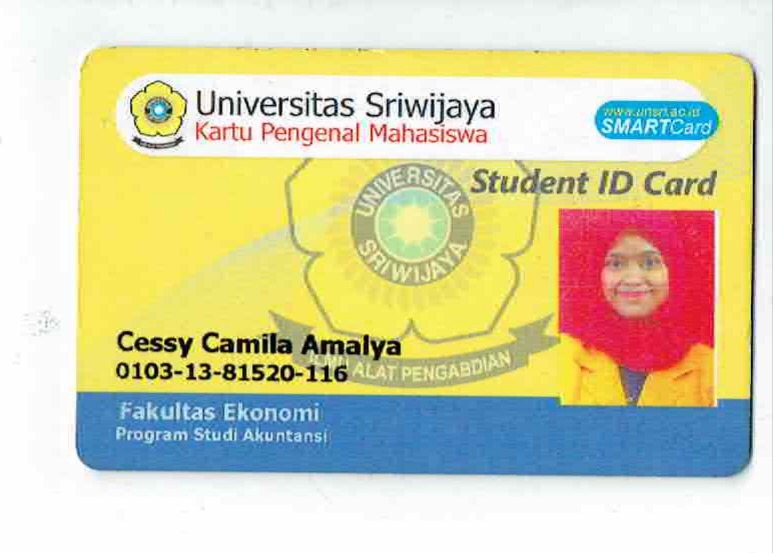 Universitas Sriwijaya
Kartu Pengenal Mahasiswa
www.unsri.ac.id
SMARTCard
Student ID Card
UNIVERSITAS
SRIWIJAYA
Cessy Camila Amalya
0103-13-81520-116
ILMU ALAT PENGABDIAN
Fakultas Ekonomi
Program Studi Akuntansi